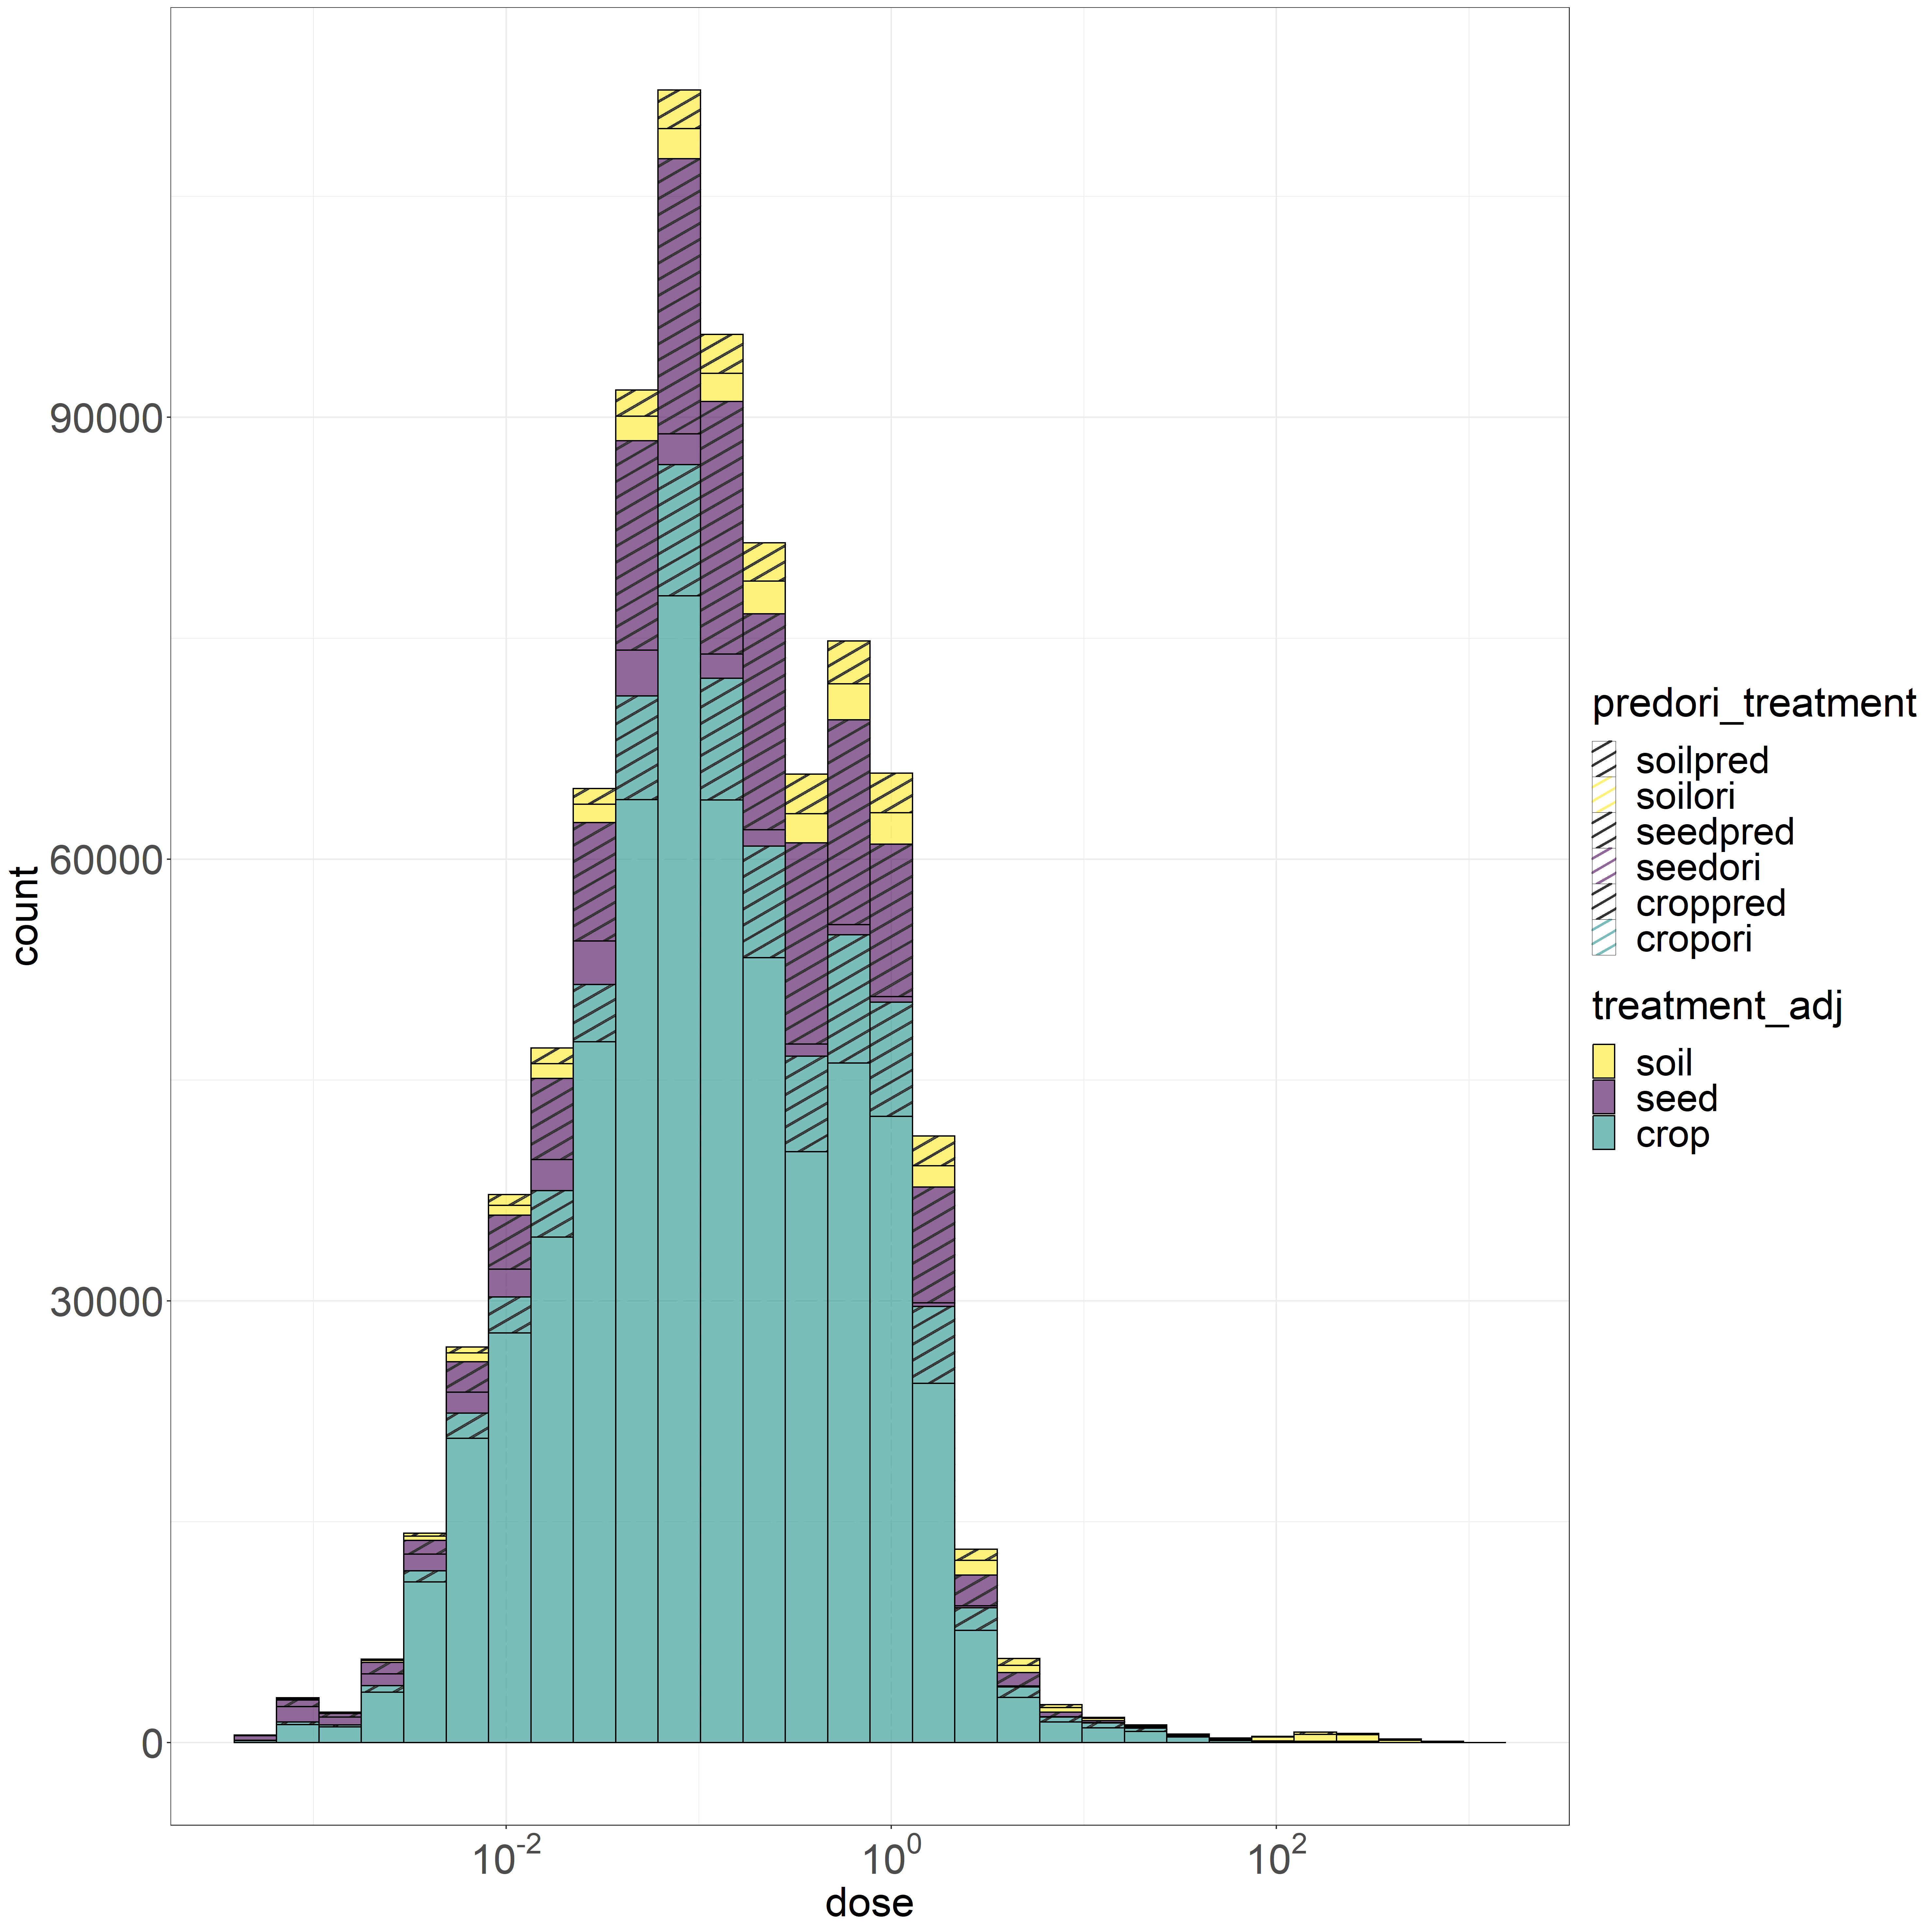 count
90000
60000
30000
0
10-2
100
102
dose
predori_treatment
soilpred
soilori
seedpred
seedori
croppred
cropori
treatment_adj
soil
seed
crop